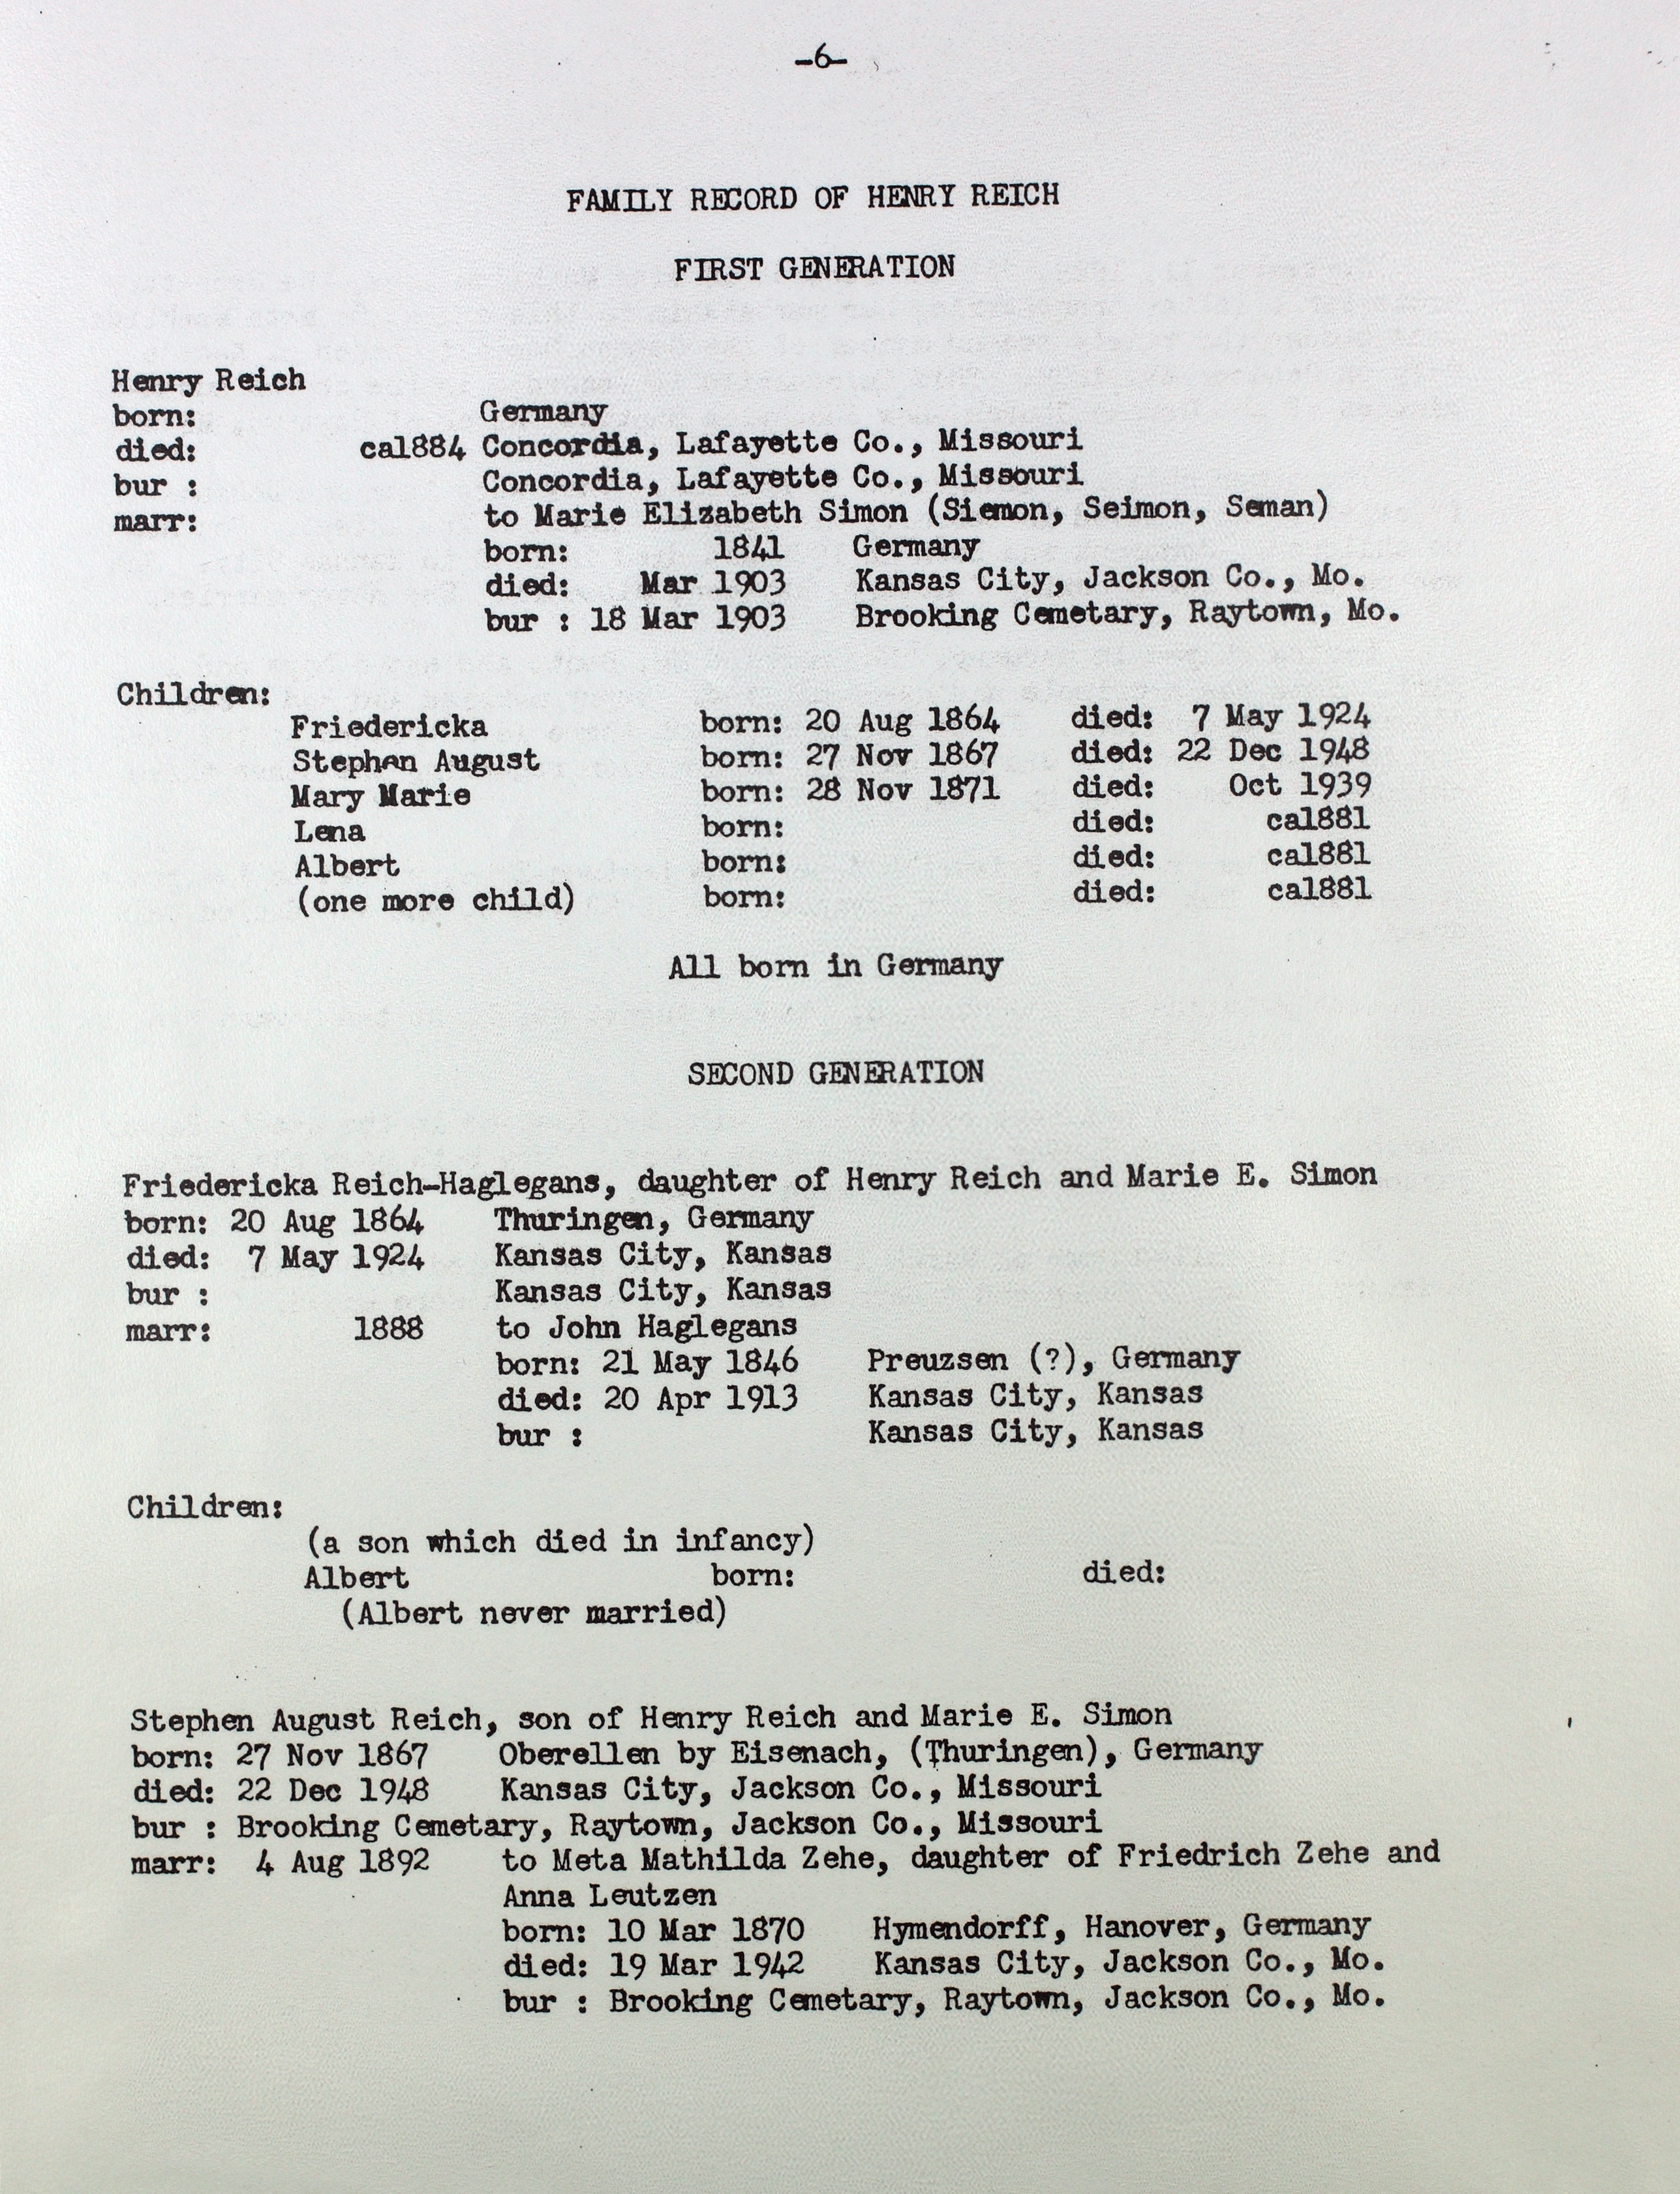 -6-
FAMILY RECORD OF HENRY REICH
FIRST GENERATION
Henry Reich
born: Germany
died: ca1884 Concordia, Lafayette Co., Missouri
bur : Concordia, Lafayette Co., Missouri
marr: to Marie Elizabeth Simon (Siemon, Seimon, Seman)
born: 1841 Germany
died: Mar 1903 Kansas City, Jackson Co., Mo.
bur : 18 Mar 1903 Brooking Cemetary, Raytown, Mo.
Children:
Friedericka born: 20 Aug 1864 died: 7 May 1924
Stephen August born: 27 Nov 1867 died: 22 Dec 1948
Mary Marie born: 28 Nov 1871 died: Oct 1939
Lena born: died: ca1881
Albert born: died: ca1881
(one more child) born: died: ca1881
All born in Germany
SECOND GENERATION
Friedericka Reich-Haglegans, daughter of Henry Reich and Marie E. Simon
born: 20 Aug 1864 Thuringen, Germany
died: 7 May 1924 Kansas City, Kansas
bur : Kansas City, Kansas
marr: 1888 to John Haglegans
born: 21 May 1846 Preuzsen (?), Germany
died: 20 Apr 1913 Kansas City, Kansas
bur : Kansas City, Kansas
Children:
(a son which died in infancy)
Albert born: died:
(Albert never married)
Stephen August Reich, son of Henry Reich and Marie E. Simon
born: 27 Nov 1867 Oberellen by Eisenach, (Thuringen), Germany
died: 22 Dec 1948 Kansas City, Jackson Co., Missouri
bur : Brooking Cemetary, Raytown, Jackson Co., Missouri
marr: 4 Aug 1892 to Meta Mathilda Zehe, daughter of Friedrich Zehe and
Anna Leutzen
born: 10 Mar 1870 Hymendorff, Hanover, Germany
died: 19 Mar 1942 Kansas City, Jackson Co., Mo.
bur : Brooking Cemetary, Raytown, Jackson Co., Mo.